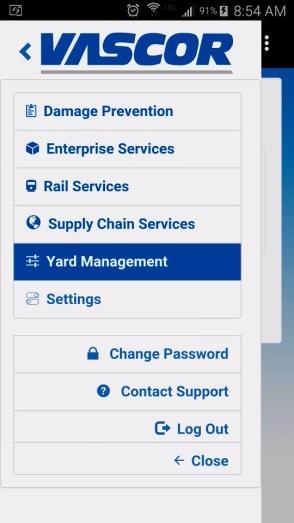 91% 8:54 AM
VASCOR
Damage Prevention
Enterprise Services
Rail Services
Supply Chain Services
Yard Management
Settings
Change Password
? Contact Support
Log Out
Close